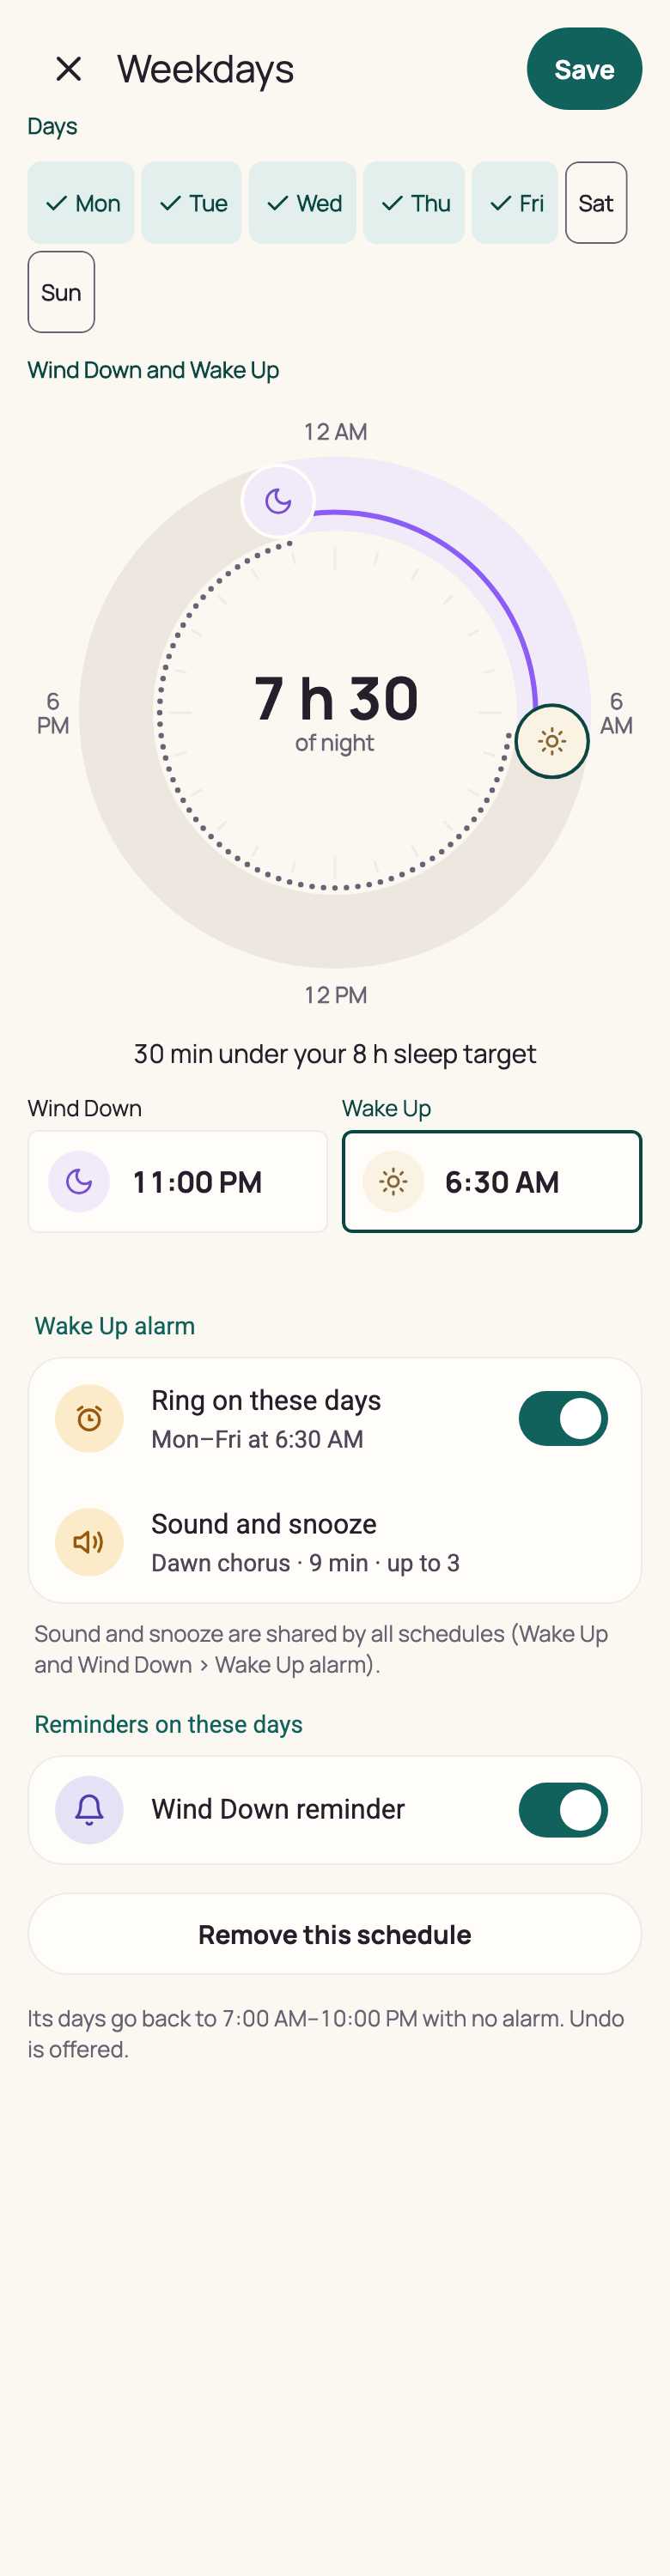 Weekdays
Save
Days
Mon
Tue
Wed
Thu
Fri
Sat
Sun
Wind Down and Wake Up
12 AM
6
PM
7 h 30
of night
6
AM
12 PM
30 min under your 8 h sleep target
Wind Down
Wake Up
11:00 PM
6:30 AM
Wake Up alarm
Ring on these days
Mon–Fri at 6:30 AM
Sound and snooze
Dawn chorus · 9 min · up to 3
Sound and snooze are shared by all schedules (Wake Up
and Wind Down › Wake Up alarm).
Reminders on these days
Wind Down reminder
Remove this schedule
Its days go back to 7:00 AM–10:00 PM with no alarm. Undo
is offered.